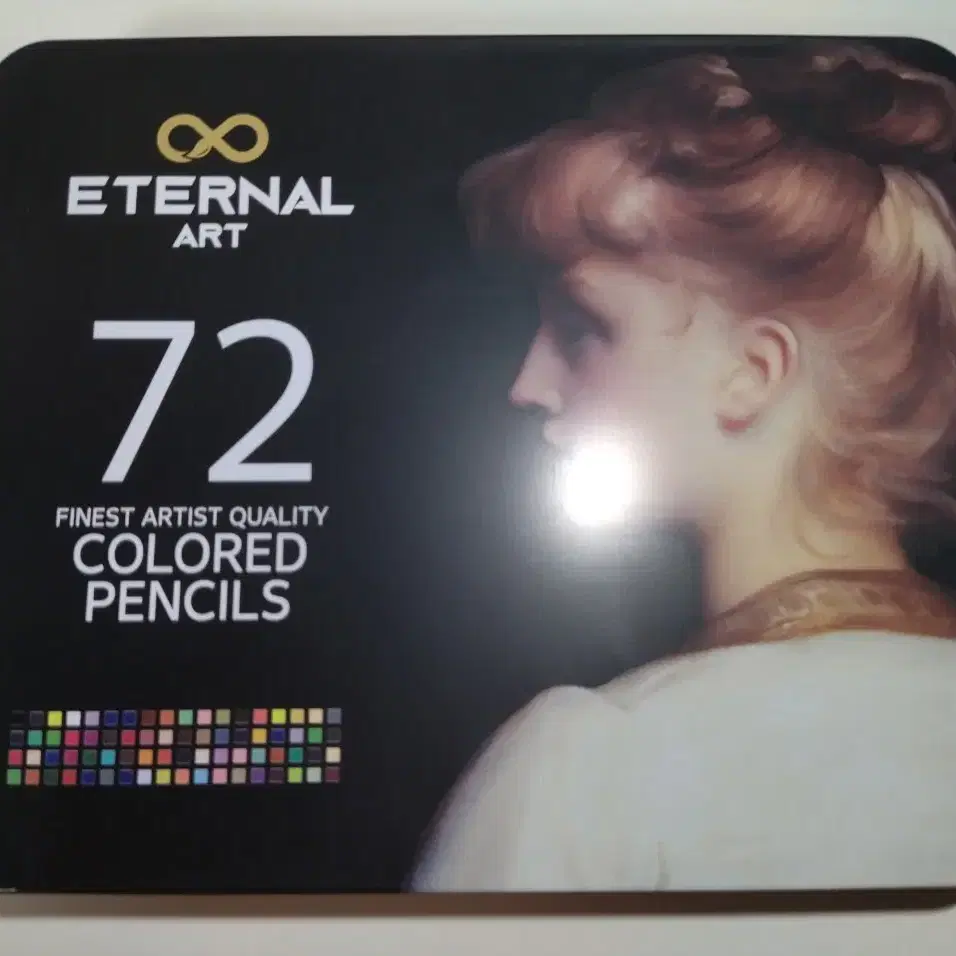 ETERNAL
ART
72
FINEST ARTIST QUALITY
COLORED
PENCILS